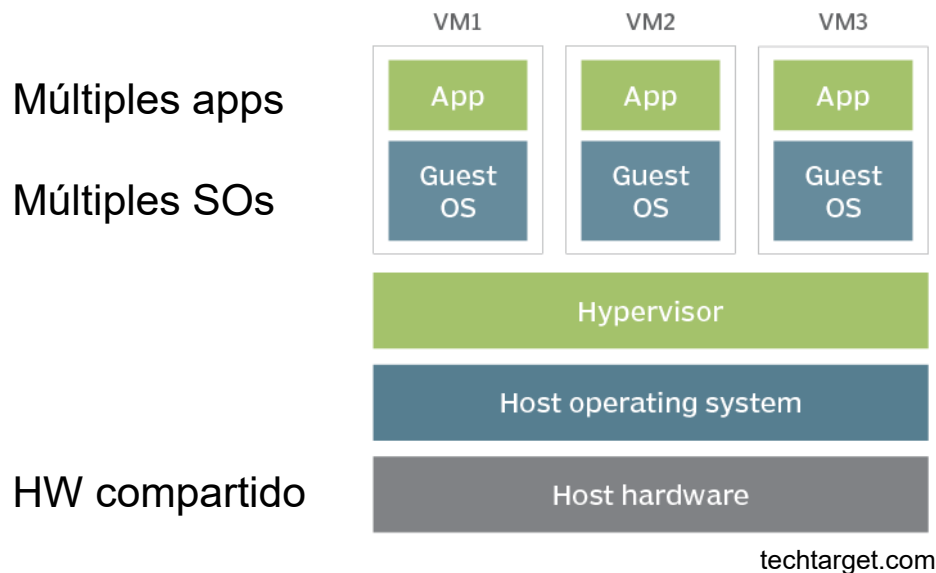 VM1
VM2
VM3
Múltiples apps
App
App
App
Múltiples SOs
Guest
OS
Guest
OS
Guest
OS
Hypervisor
Host operating system
HW compartido
Host hardware
techtarget.com